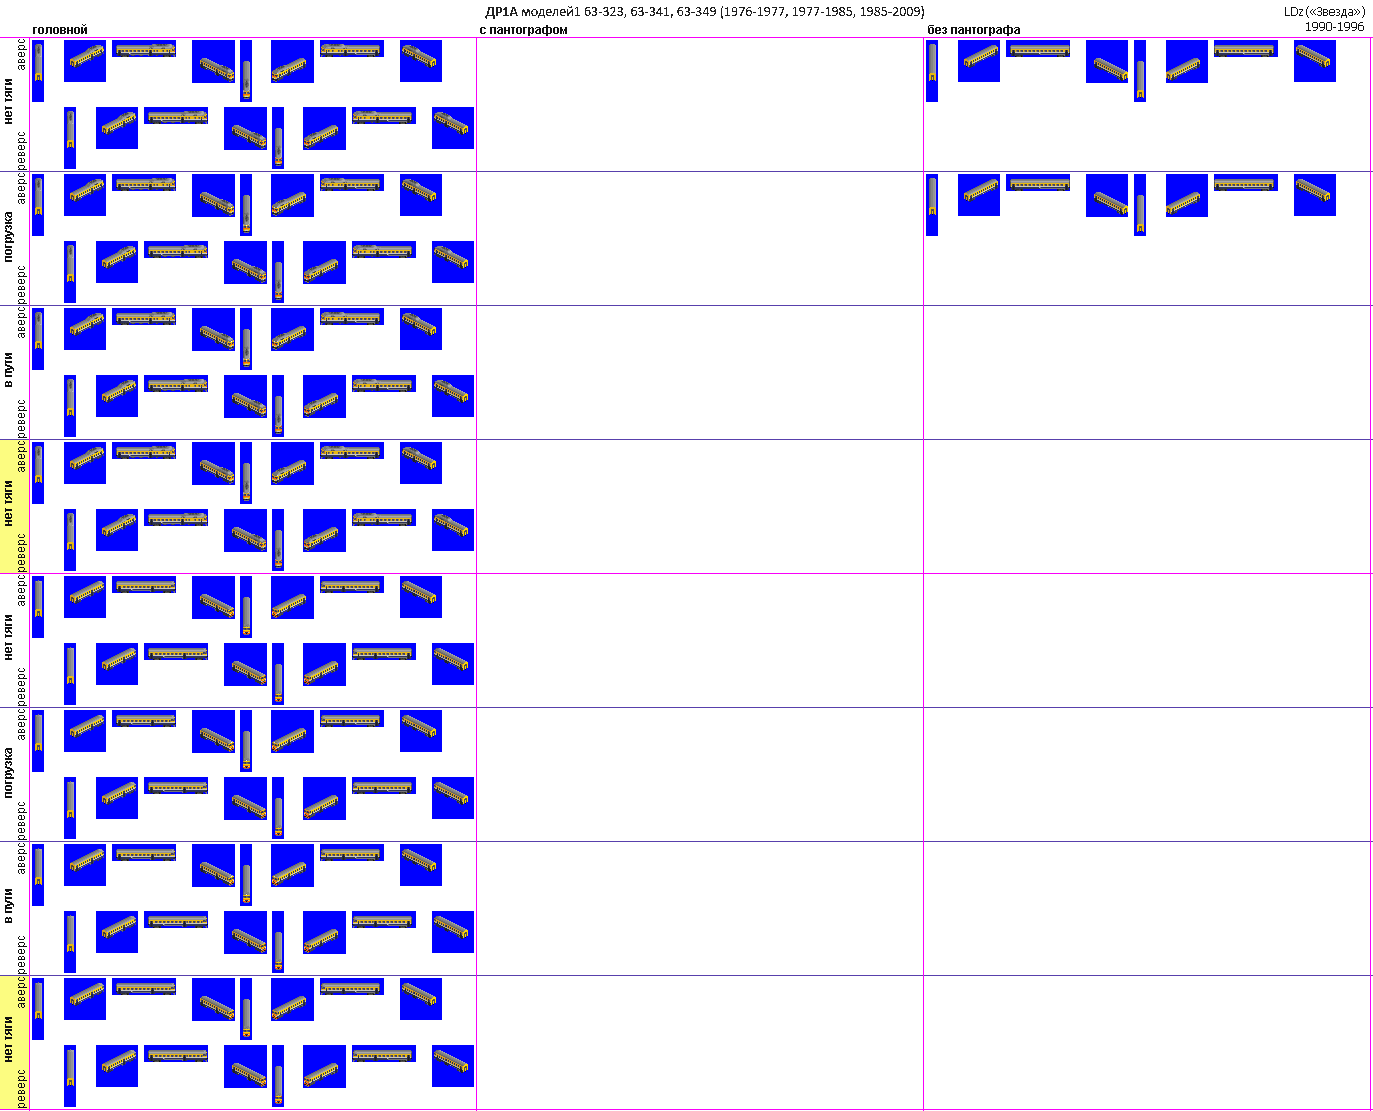 ДР1А моделей1 63-323, 63-341, 63-349 (1976-1977, 1977-1985, 1985-2009)
LDz («Звезда»)
1990-1996
головной
с пантографом
без пантографа
нет тяги
аверс
реверс
погрузка
аверс
реверс
в пути
аверс
реверс
нет тяги
аверс
реверс
нет тяги
аверс
реверс
погрузка
аверс
реверс
в пути
аверс
реверс
нет тяги
аверс
реверс